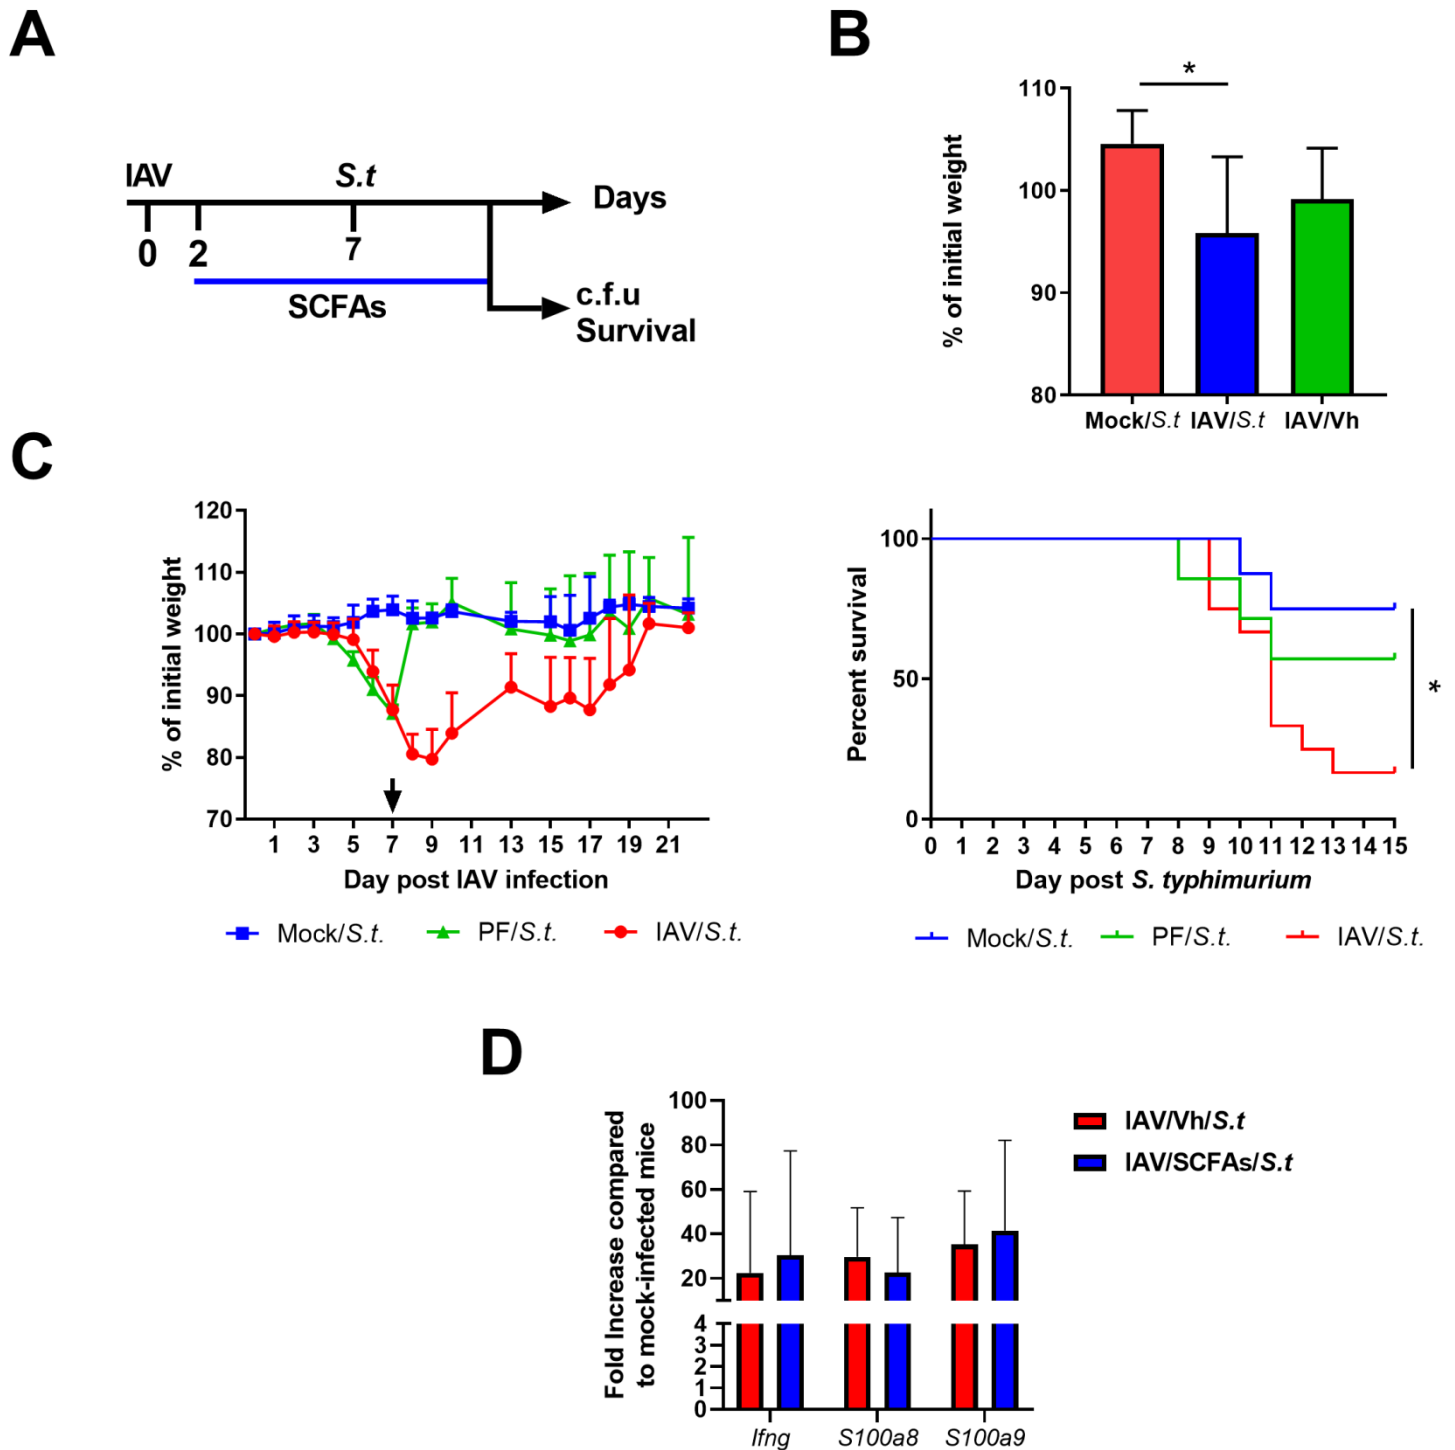 A
IAV
S.t
Days
0
2
7
SCFAs
c.f.u
Survival
B
*
% of initial weight
110
100
90
80
Mock/S.t
IAV/S.t
IAV/Vh
C
% of initial weight
120
110
100
90
80
70
1 3 5 7 9 11 13 15 17 19 21
Day post IAV infection
Mock/S.t.
PF/S.t.
IAV/S.t.
Percent survival
100
50
0
0 1 2 3 4 5 6 7 8 9 10 11 12 13 14 15
Day post S. typhimurium
*
Mock/S.t.
PF/S.t.
IAV/S.t.
D
Fold Increase compared
to mock-infected mice
100
80
60
40
20
4
3
2
1
0
Ifng
S100a8
S100a9
IAV/Vh/S.t
IAV/SCFAs/S.t